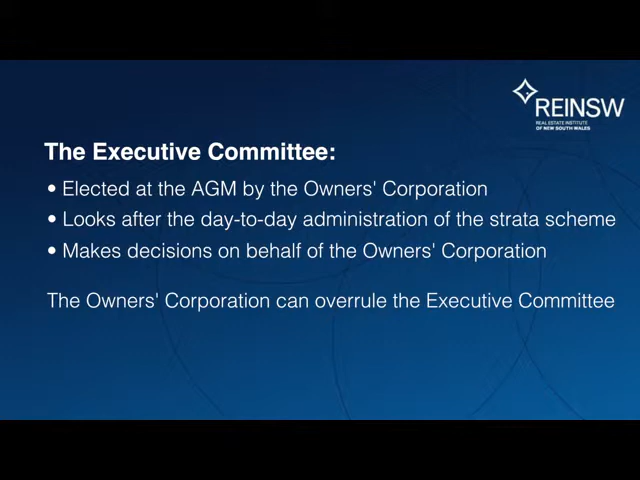 REINSW
REAL ESTATE INSTITUTE
OF NEW SOUTH WALES
The Executive Committee:
• Elected at the AGM by the Owners' Corporation
• Looks after the day-to-day administration of the strata scheme
• Makes decisions on behalf of the Owners' Corporation
The Owners' Corporation can overrule the Executive Committee